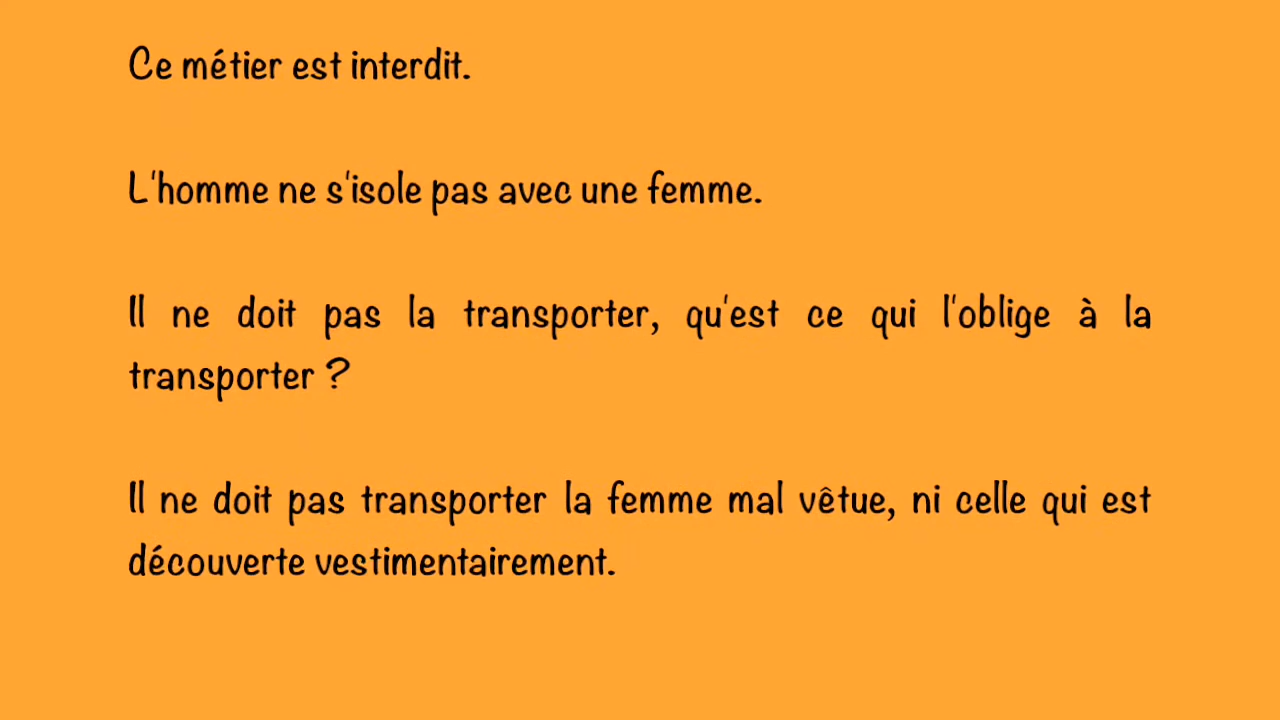 Ce métier est interdit.
L'homme ne s'isole pas avec une femme.
Il ne doit pas la transporter, qu'est ce qui l'oblige à la
transporter ?
Il ne doit pas transporter la femme mal vêtue, ni celle qui est
découverte vestimentairement.